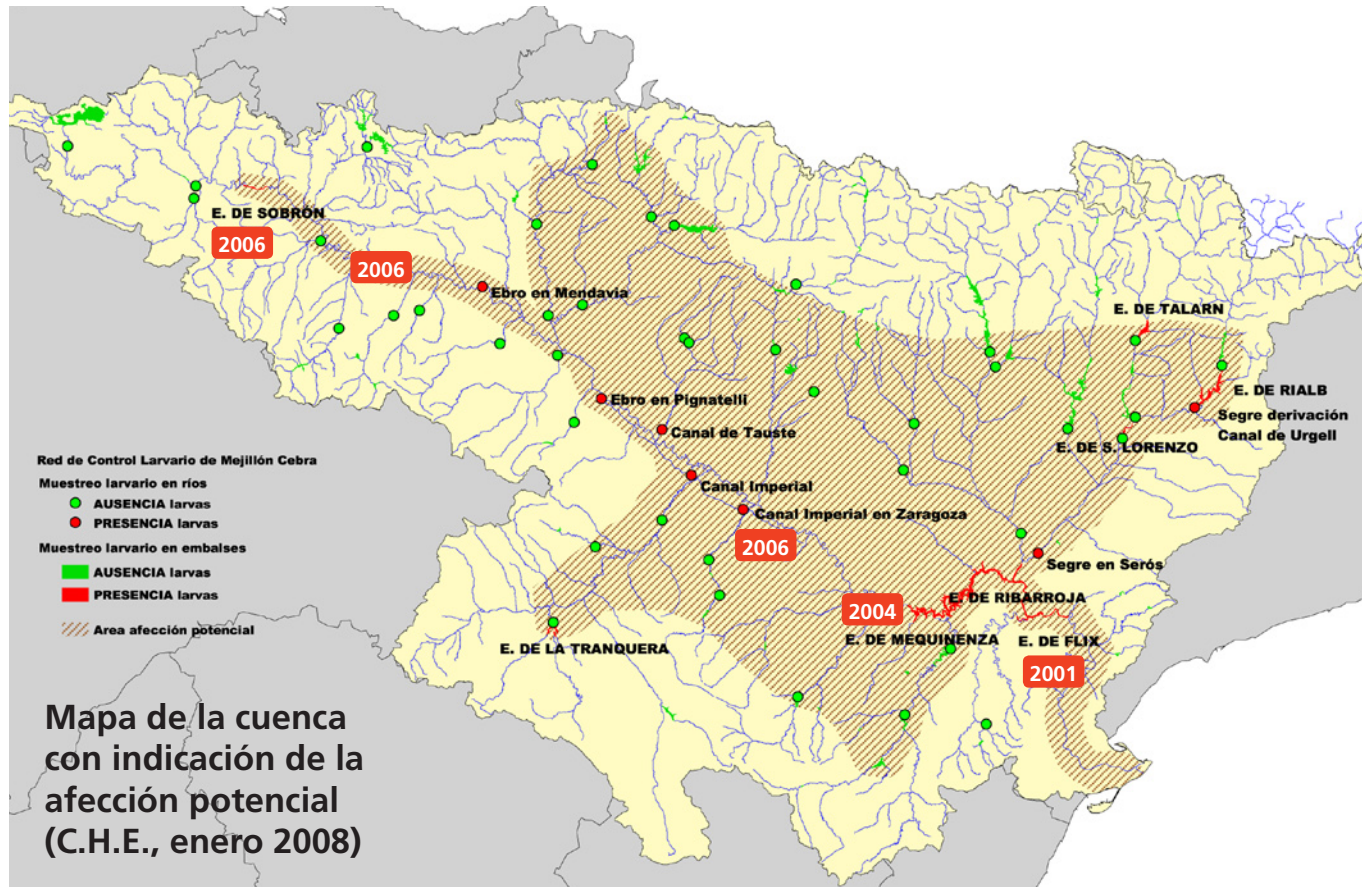 E. DE SOBRÓN
2006
2006
Ebro en Mendavia
E. DE TALARN
E. DE RIALB
Ebro en Pignatelli
Segre derivación
Canal de Urgell
Canal de Tauste
E. DE S. LORENZO
Red de Control Larvario de Mejillón Cebra
Muestreo larvario en ríos
AUSENCIA larvas
PRESENCIA larvas
Muestreo larvario en embalses
AUSENCIA larvas
PRESENCIA larvas
Area afección potencial
Canal Imperial
Canal Imperial en Zaragoza
2006
Segre en Serós
E. DE RIBARROJA
2004
E. DE MEQUINENZA
E. DE FLIX
2001
E. DE LA TRANQUERA
Mapa de la cuenca
con indicación de la
afección potencial
(C.H.E., enero 2008)